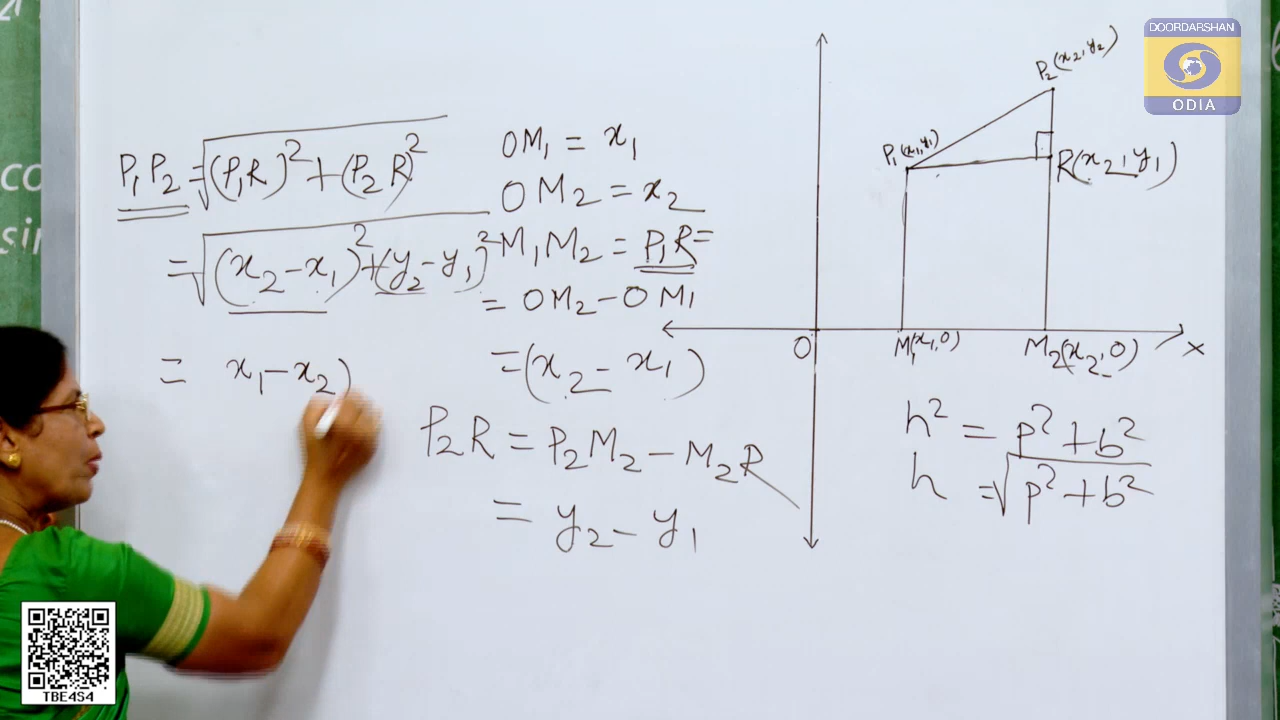 P₁P₂ = √(P₁R)² + (P₂R)²
= √(x₂ - x₁)² + (y₂ - y₁)²
= x₁ - x₂)
OM₁ = x₁
OM₂ = x₂
M₁M₂ = P₁R =
= OM₂ - OM₁
= (x₂ - x₁)
P₂R = P₂M₂ - M₂R
= y₂ - y₁
P₂(x₂, y₂)
P₁(x₁, y₁)
R(x₂, y₁)
O
M₁(x₁, 0)
M₂(x₂, 0)
X
h² = p² + b²
h = √p² + b²
DOORDARSHAN
ODIA
TBE4S4